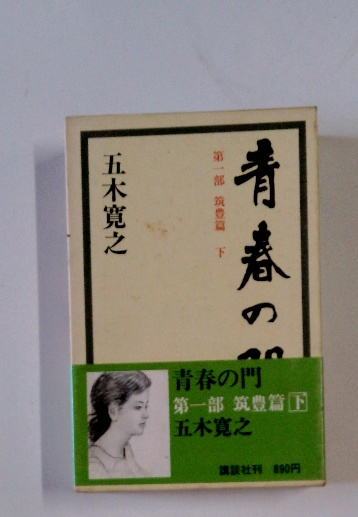 青春の門
第一部 筑豊篇 下
五木寛之
青春の門
第一部 筑豊篇 下
五木寛之
講談社刊 890円